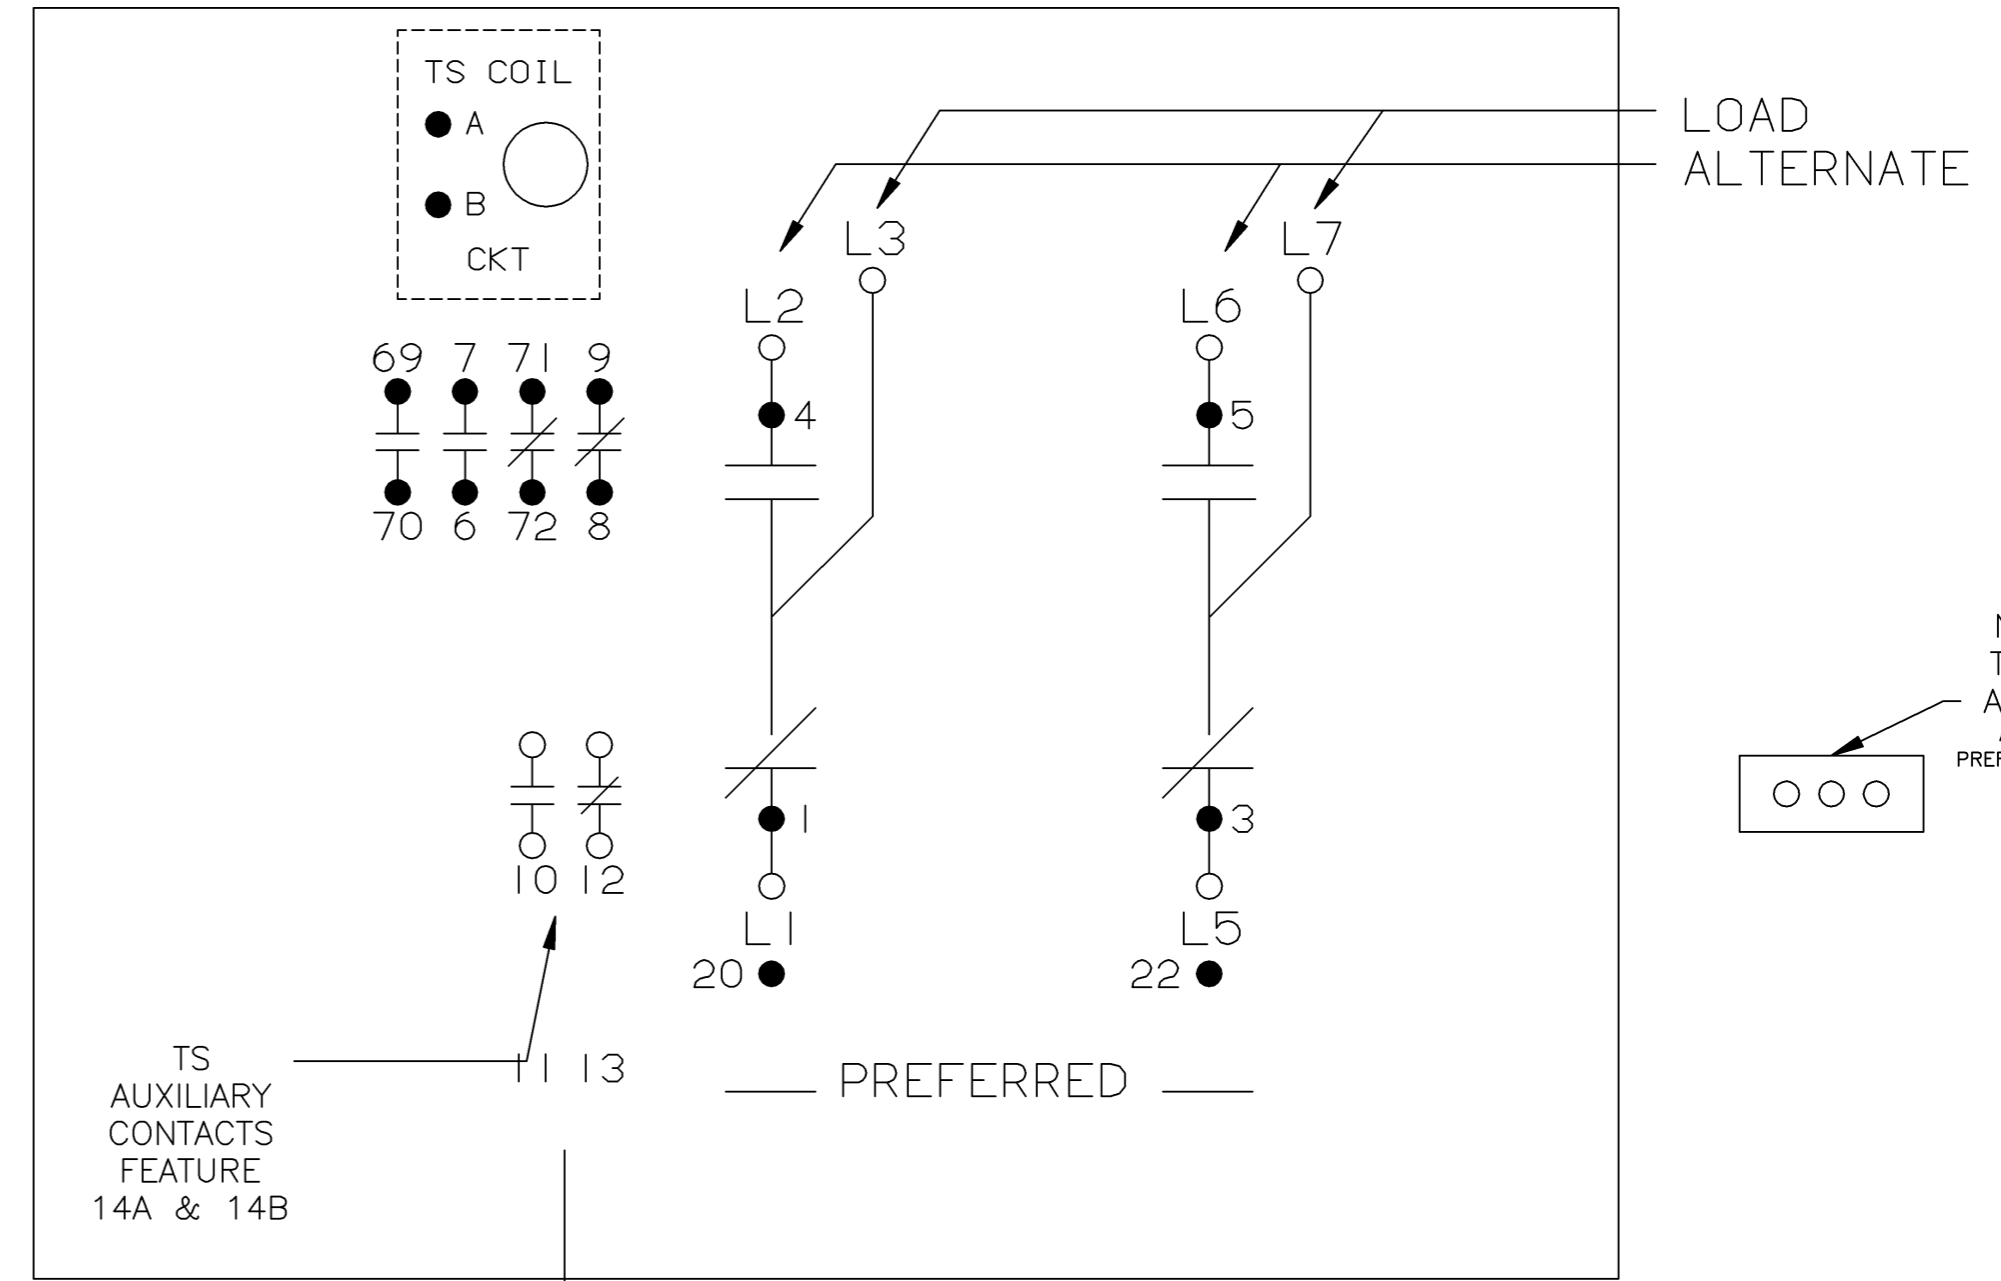 TS COIL
A
B
CKT
LOAD
ALTERNATE
L3
L7
L2
L6
69 7 71 9
4
5
70 6 72 8
1
3
10 12
L1
L5
20
22
TS
AUXILIARY
CONTACTS
FEATURE
14A & 14B
11 13
PREFERRED